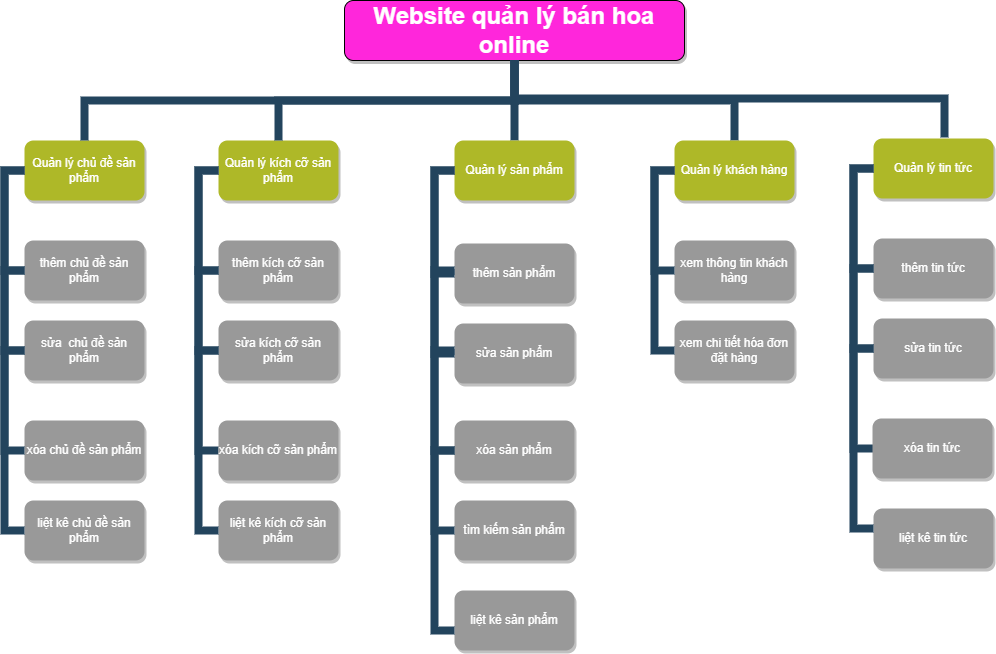 Website quản lý bán hoa
online
Quản lý chủ đề sản
phẩm
Quản lý kích cỡ sản
phẩm
Quản lý sản phẩm
Quản lý khách hàng
Quản lý tin tức
thêm chủ đề sản
phẩm
sửa  chủ đề sản
phẩm
xóa chủ đề sản phẩm
liệt kê chủ đề sản
phẩm
thêm kích cỡ sản
phẩm
sửa kích cỡ sản
phẩm
xóa kích cỡ sản phẩm
liệt kê kích cỡ sản
phẩm
thêm sản phẩm
sửa sản phẩm
xóa sản phẩm
tìm kiếm sản phẩm
liệt kê sản phẩm
xem thông tin khách
hàng
xem chi tiết hóa đơn
đặt hàng
thêm tin tức
sửa tin tức
xóa tin tức
liệt kê tin tức